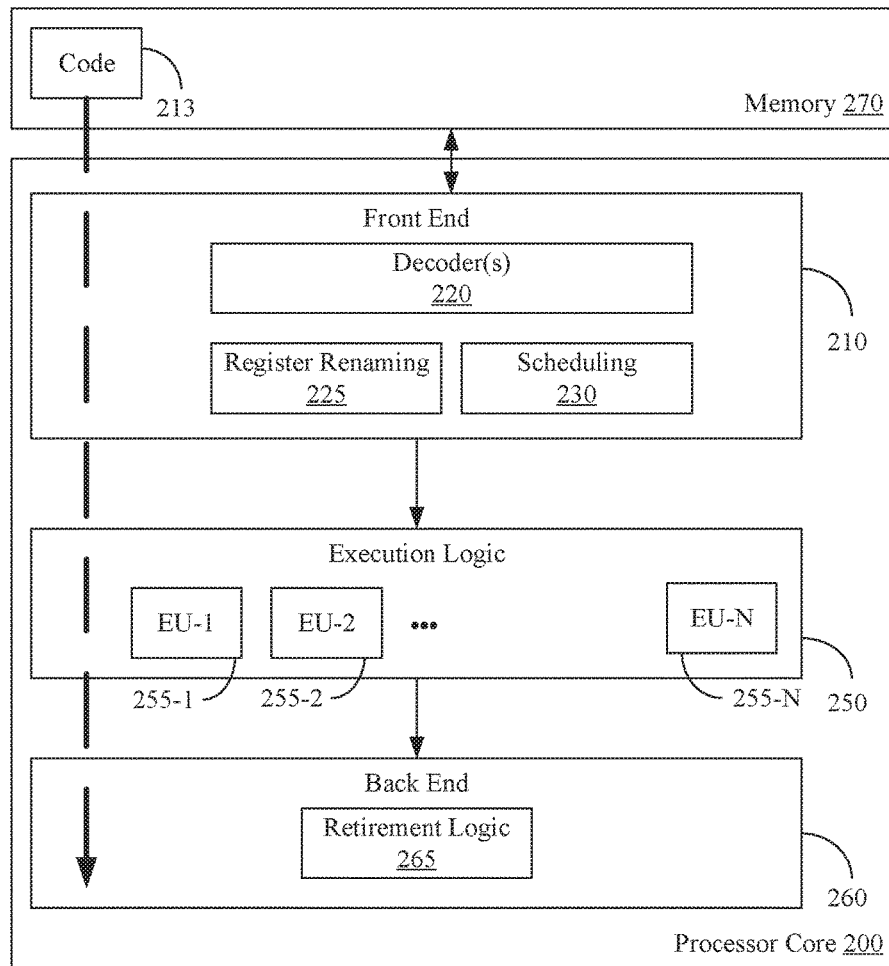 Code
213
Memory 270
Front End
Decoder(s)
220
210
Register Renaming
225
Scheduling
230
Execution Logic
EU-1
EU-2
•••
EU-N
255-1
255-2
255-N
250
Back End
Retirement Logic
265
260
Processor Core 200